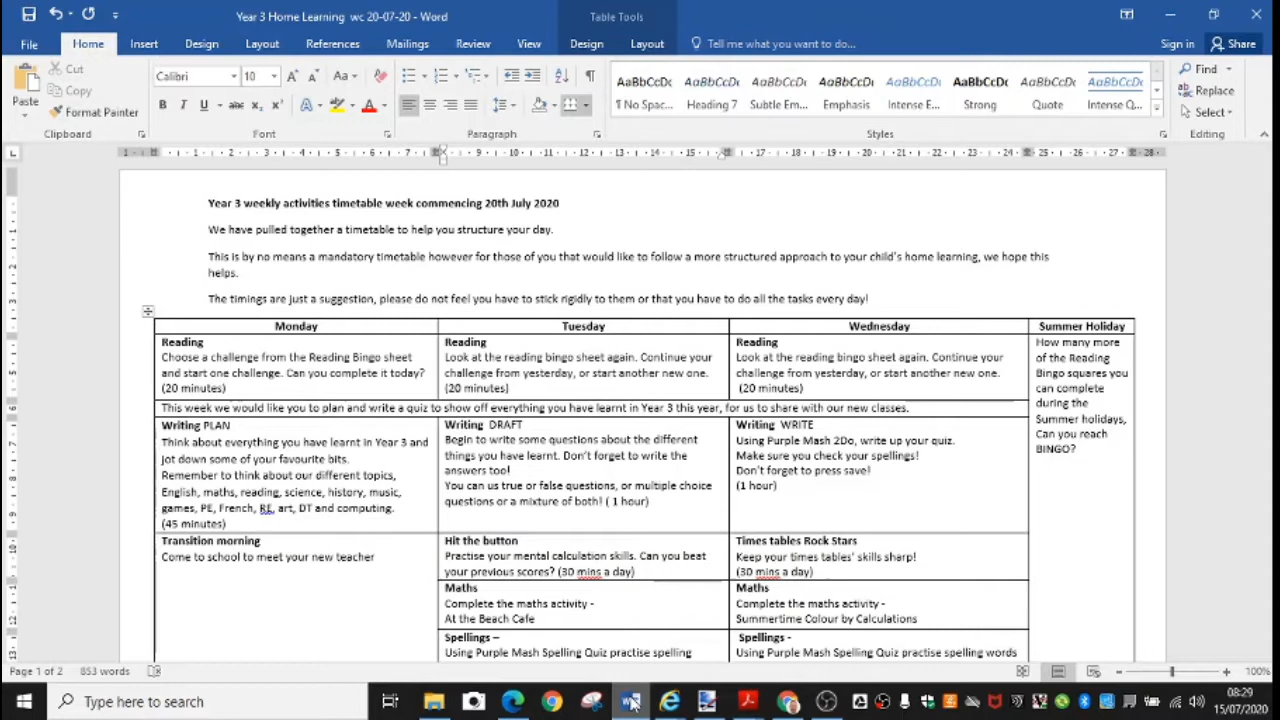 Year 3 Home Learning wc 20-07-20 - Word
Table Tools
File Home Insert Design Layout References Mailings Review View Design Layout Tell me what you want to do... Sign in Share
Paste
Cut
Copy
Format Painter
Calibri 10
AaBbCcDc AaBbCcDc AaBbCcDc AaBbCcDc AaBbCcDc AaBbCcDc AaBbCcDc AaBbCcDc
¶ No Spac... Heading 7 Subtle Em... Emphasis Intense E... Strong Quote Intense Q...
Find
Replace
Select
Clipboard Font Paragraph Styles Editing
Year 3 weekly activities timetable week commencing 20th July 2020
We have pulled together a timetable to help you structure your day.
This is by no means a mandatory timetable however for those of you that would like to follow a more structured approach to your child's home learning, we hope this
helps.
The timings are just a suggestion, please do not feel you have to stick rigidly to them or that you have to do all the tasks every day!
Monday Tuesday Wednesday Summer Holiday
Reading
Choose a challenge from the Reading Bingo sheet
and start one challenge. Can you complete it today?
(20 minutes)
Reading
Look at the reading bingo sheet again. Continue your
challenge from yesterday, or start another new one.
(20 minutes)
Reading
Look at the reading bingo sheet again. Continue your
challenge from yesterday, or start another new one.
(20 minutes)
How many more
of the Reading
Bingo squares you
can complete
during the
Summer holidays,
Can you reach
BINGO?
This week we would like you to plan and write a quiz to show off everything you have learnt in Year 3 this year, for us to share with our new classes.
Writing PLAN
Think about everything you have learnt in Year 3 and
jot down some of your favourite bits.
Remember to think about our different topics,
English, maths, reading, science, history, music,
games, PE, French, RE, art, DT and computing.
(45 minutes)
Writing DRAFT
Begin to write some questions about the different
things you have learnt. Don't forget to write the
answers too!
You can us true or false questions, or multiple choice
questions or a mixture of both! ( 1 hour)
Writing WRITE
Using Purple Mash 2Do, write up your quiz.
Make sure you check your spellings!
Don't forget to press save!
(1 hour)
Transition morning
Come to school to meet your new teacher
Hit the button
Practise your mental calculation skills. Can you beat
your previous scores? (30 mins a day)
Times tables Rock Stars
Keep your times tables' skills sharp!
(30 mins a day)
Maths
Complete the maths activity -
At the Beach Cafe
Maths
Complete the maths activity -
Summertime Colour by Calculations
Spellings –
Using Purple Mash Spelling Quiz practise spelling
Spellings -
Using Purple Mash Spelling Quiz practise spelling words
Page 1 of 2 853 words 100%
Type here to search
08:29
15/07/2020